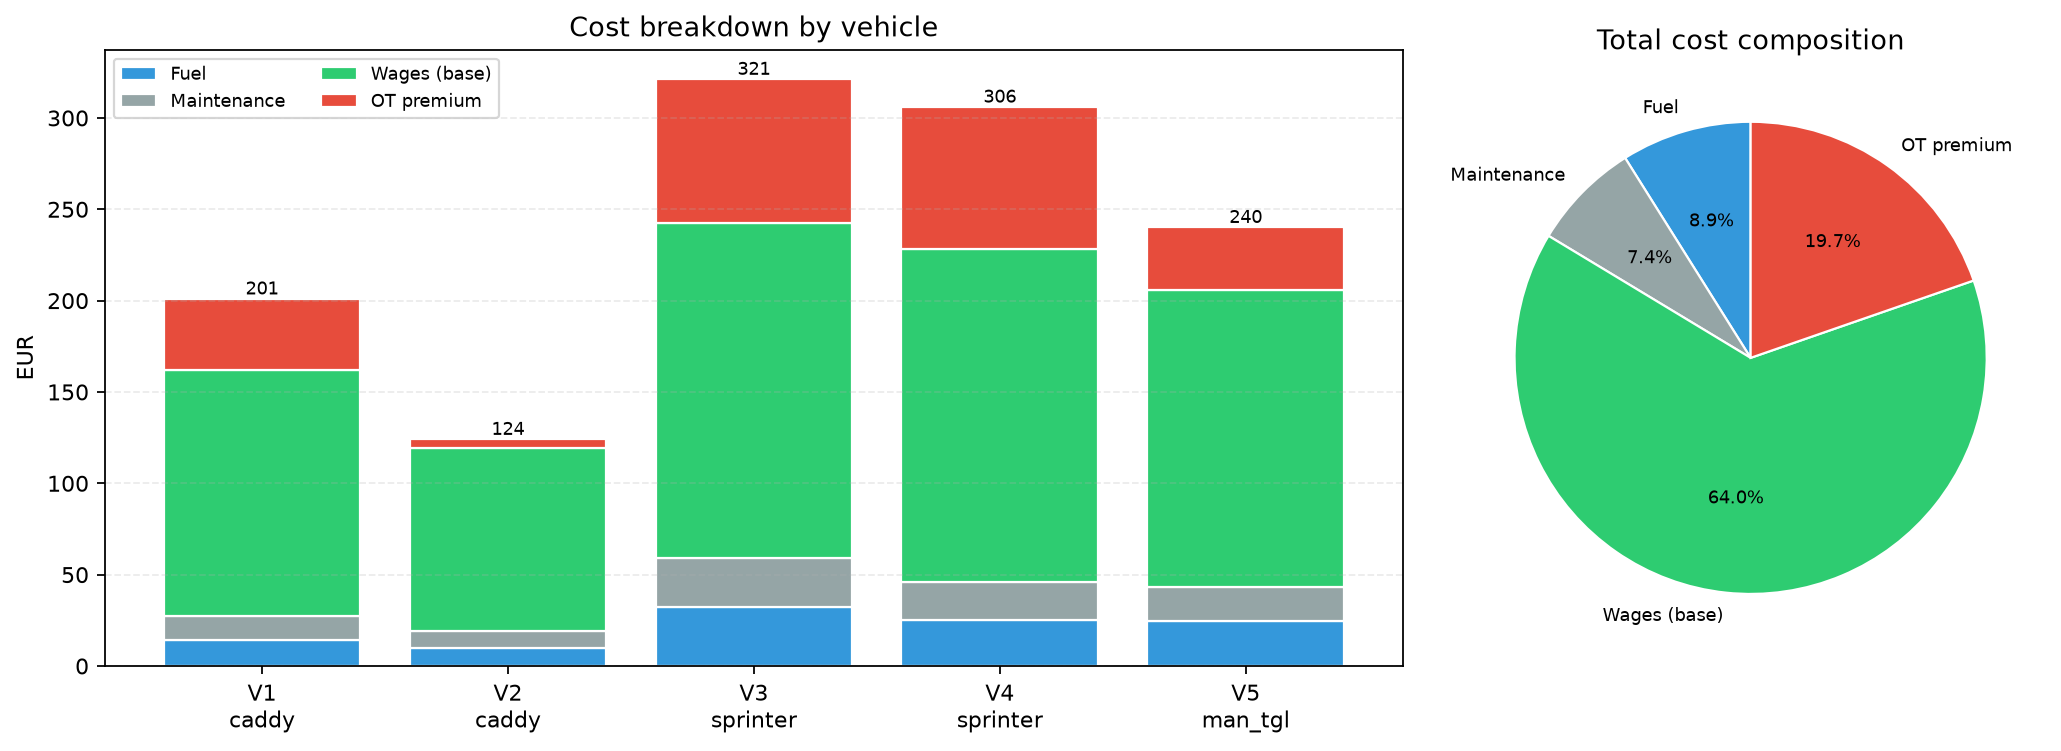 Cost breakdown by vehicle
Fuel
Maintenance
Wages (base)
OT premium
EUR
300
250
200
150
100
50
0
201
124
321
306
240
V1
caddy
V2
caddy
V3
sprinter
V4
sprinter
V5
man_tgl
Total cost composition
Fuel
Maintenance
Wages (base)
OT premium
8.9%
7.4%
64.0%
19.7%